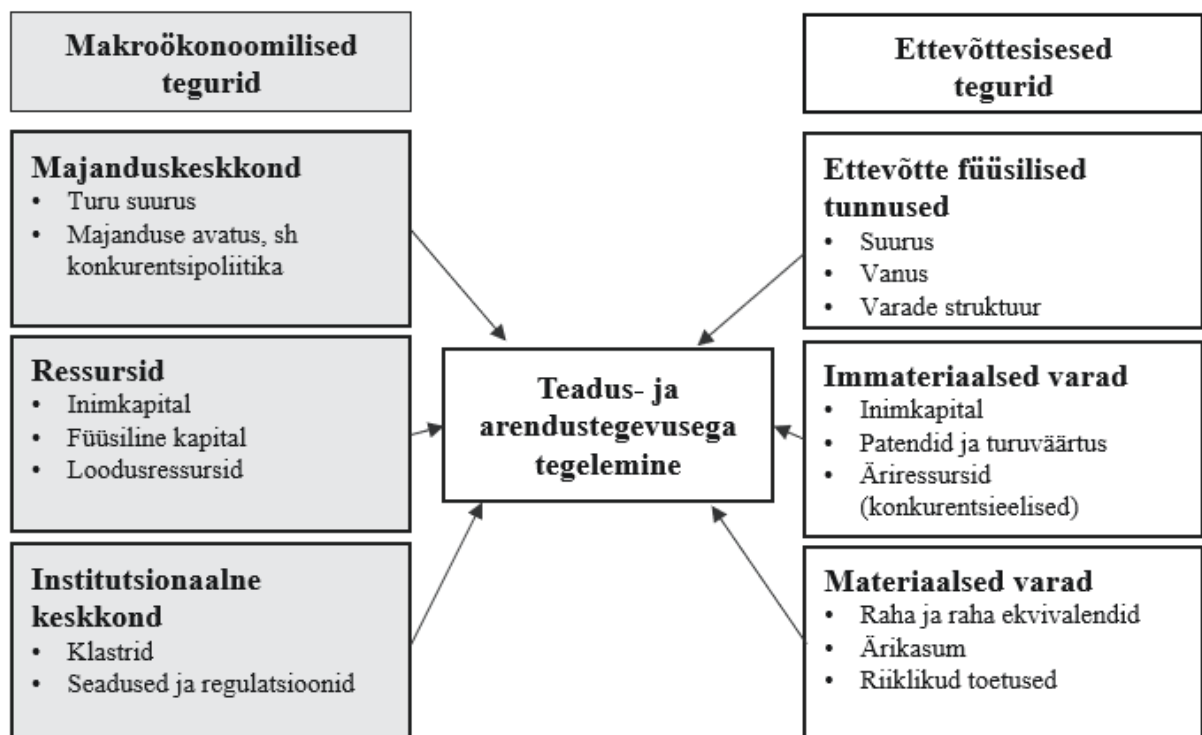 Makroökonoomilised
tegurid
Majanduskeskkond
• Turu suurus
• Majanduse avatus, sh
konkurentsipoliitika
Ressursid
• Inimkapital
• Füüsiline kapital
• Loodusressursid
Institutsionaalne
keskkond
• Klastrid
• Seadused ja regulatsioonid
Teadus- ja
arendustegevusega
tegelemine
Ettevõttesisesed
tegurid
Ettevõtte füüsilised
tunnused
• Suurus
• Vanus
• Varade struktuur
Immateriaalsed varad
• Inimkapital
• Patendid ja turuväärtus
• Äriressursid
(konkurentsieelised)
Materiaalsed varad
• Raha ja raha ekvivalendid
• Ärikasum
• Riiklikud toetused